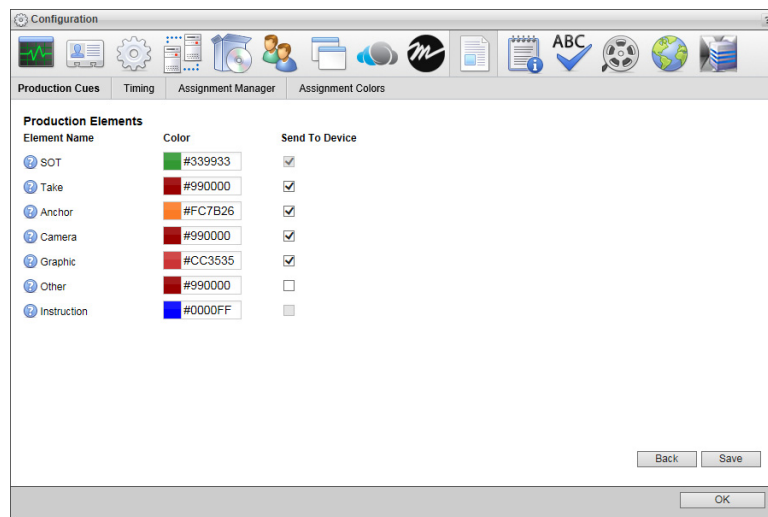 Configuration
ABC
Production Cues Timing Assignment Manager Assignment Colors
Production Elements
Element Name Color Send To Device
SOT #339933
Take #990000
Anchor #FC7B26
Camera #990000
Graphic #CC3535
Other #990000
Instruction #0000FF
Back Save
OK